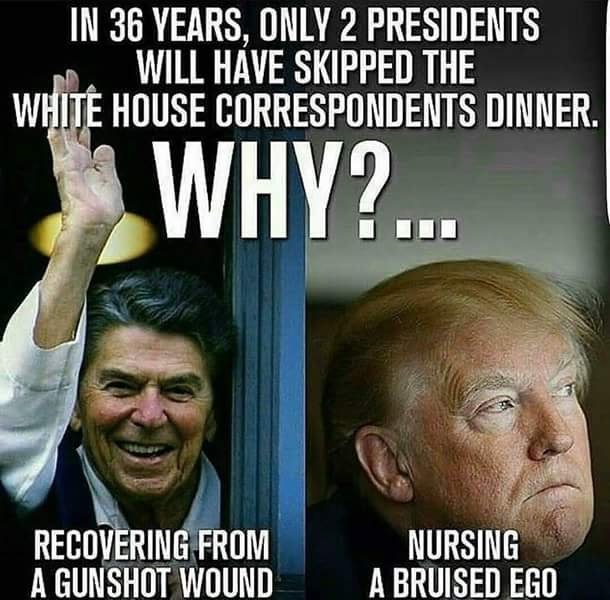 IN 36 YEARS, ONLY 2 PRESIDENTS
WILL HAVE SKIPPED THE
WHITE HOUSE CORRESPONDENTS DINNER.
WHY?...
RECOVERING FROM
A GUNSHOT WOUND
NURSING
A BRUISED EGO